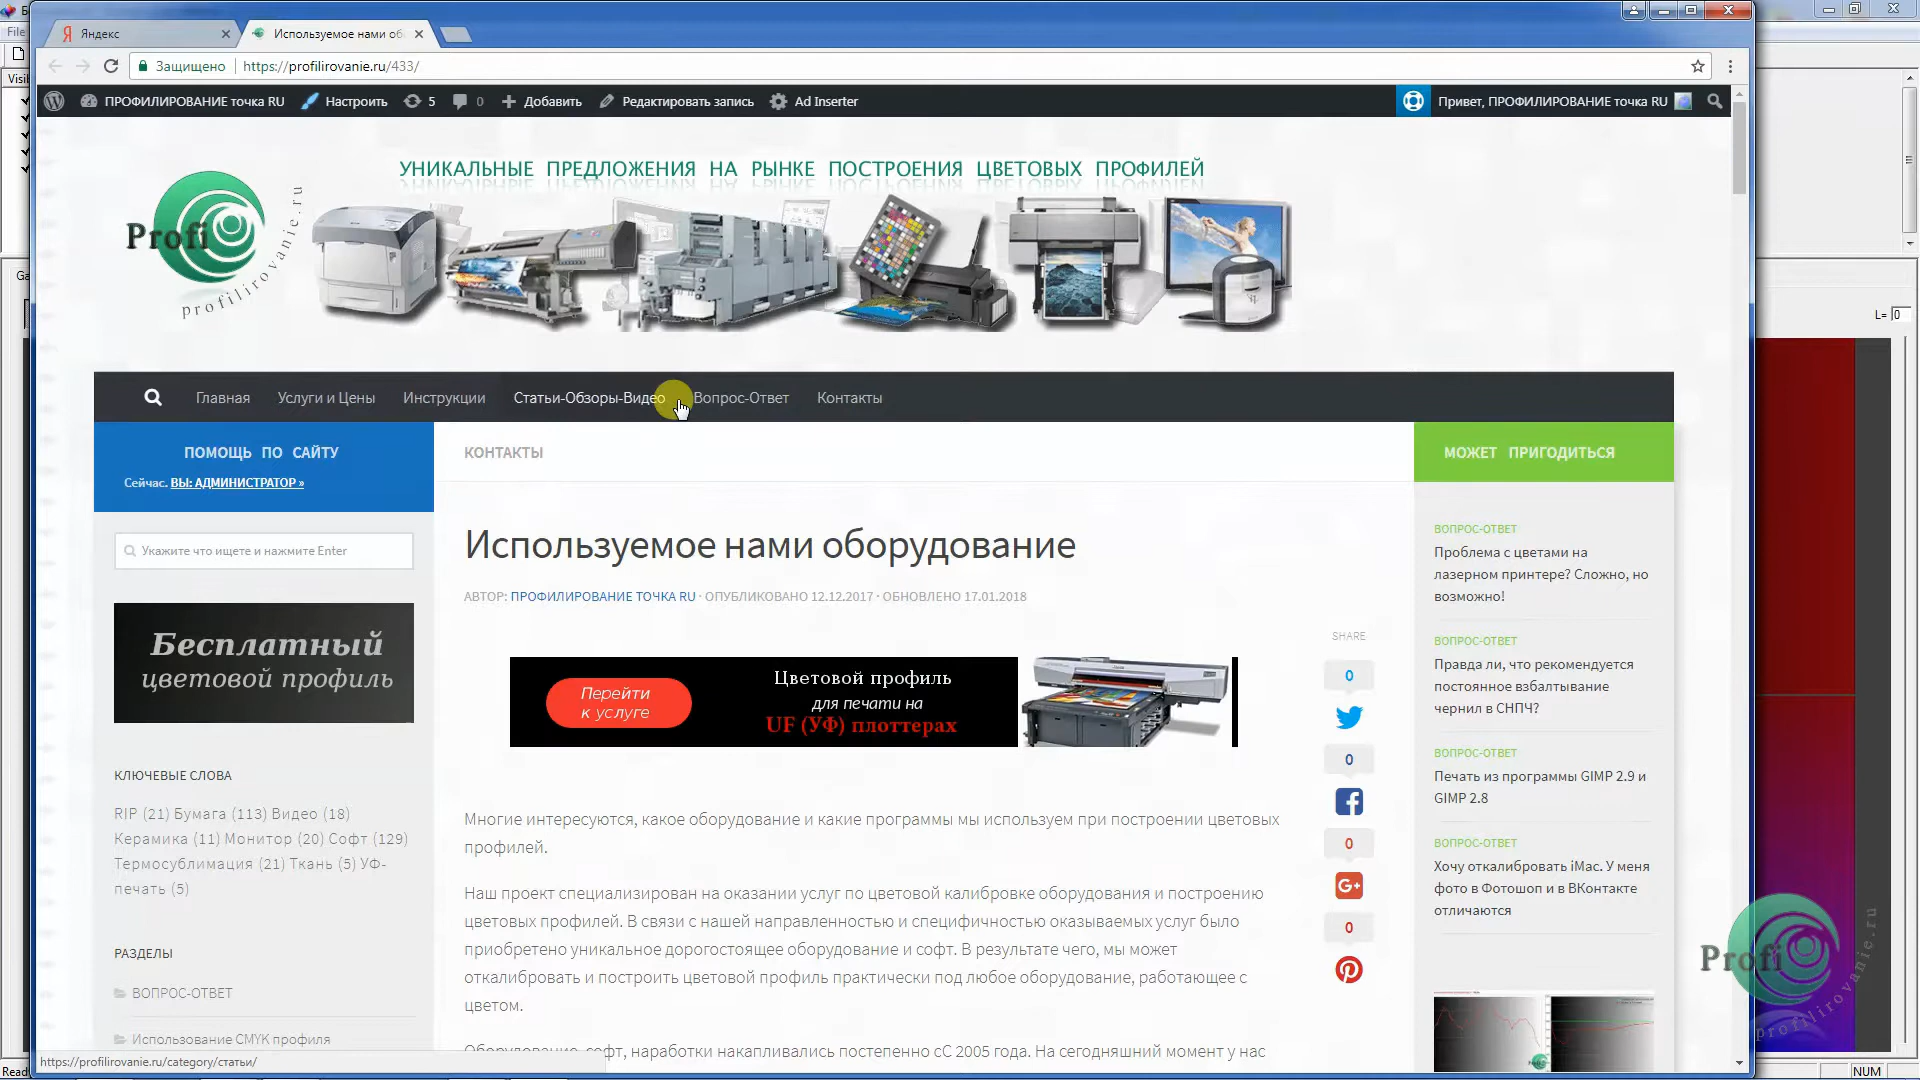 File
Яндекс
Используемое нами об
Защищено
https://profilirovanie.ru/433/
Visi
ПРОФИЛИРОВАНИЕ точка RU
Настроить
5
0
Добавить
Редактировать запись
Ad Inserter
Привет, ПРОФИЛИРОВАНИЕ точка RU
УНИКАЛЬНЫЕ ПРЕДЛОЖЕНИЯ НА РЫНКЕ ПОСТРОЕНИЯ ЦВЕТОВЫХ ПРОФИЛЕЙ
Profi
profilirovanie.ru
Ga
L= 0
Главная
Услуги и Цены
Инструкции
Статьи-Обзоры-Видео
Вопрос-Ответ
Контакты
ПОМОЩЬ ПО САЙТУ
Сейчас. ВЫ: АДМИНИСТРАТОР »
КОНТАКТЫ
МОЖЕТ ПРИГОДИТЬСЯ
Укажите что ищете и нажмите Enter
Бесплатный
цветовой профиль
КЛЮЧЕВЫЕ СЛОВА
RIP (21) Бумага (113) Видео (18)
Керамика (11) Монитор (20) Софт (129)
Термосублимация (21) Ткань (5) УФ-
печать (5)
РАЗДЕЛЫ
ВОПРОС-ОТВЕТ
Использование CMYK профиля
Используемое нами оборудование
АВТОР: ПРОФИЛИРОВАНИЕ ТОЧКА RU · ОПУБЛИКОВАНО 12.12.2017 · ОБНОВЛЕНО 17.01.2018
Перейти
к услуге
Цветовой профиль
для печати на
UF (УФ) плоттерах
Многие интересуются, какое оборудование и какие программы мы используем при построении цветовых
профилей.
Наш проект специализирован на оказании услуг по цветовой калибровке оборудования и построению
цветовых профилей. В связи с нашей направленностью и специфичностью оказываемых услуг было
приобретено уникальное дорогостоящее оборудование и софт. В результате чего, мы может
откалибровать и построить цветовой профиль практически под любое оборудование, работающее с
цветом.
Оборудование, софт, наработки накапливались постепенно сС 2005 года. На сегодняшний момент у нас
SHARE
0
0
0
G+
0
ВОПРОС-ОТВЕТ
Проблема с цветами на
лазерном принтере? Сложно, но
возможно!
ВОПРОС-ОТВЕТ
Правда ли, что рекомендуется
постоянное взбалтывание
чернил в СНПЧ?
ВОПРОС-ОТВЕТ
Печать из программы GIMP 2.9 и
GIMP 2.8
ВОПРОС-ОТВЕТ
Хочу откалибровать iMac. У меня
фото в Фотошоп и в ВКонтакте
отличаются
Profi
profilirovanie.ru
https://profilirovanie.ru/category/статьи/
Read
NUM